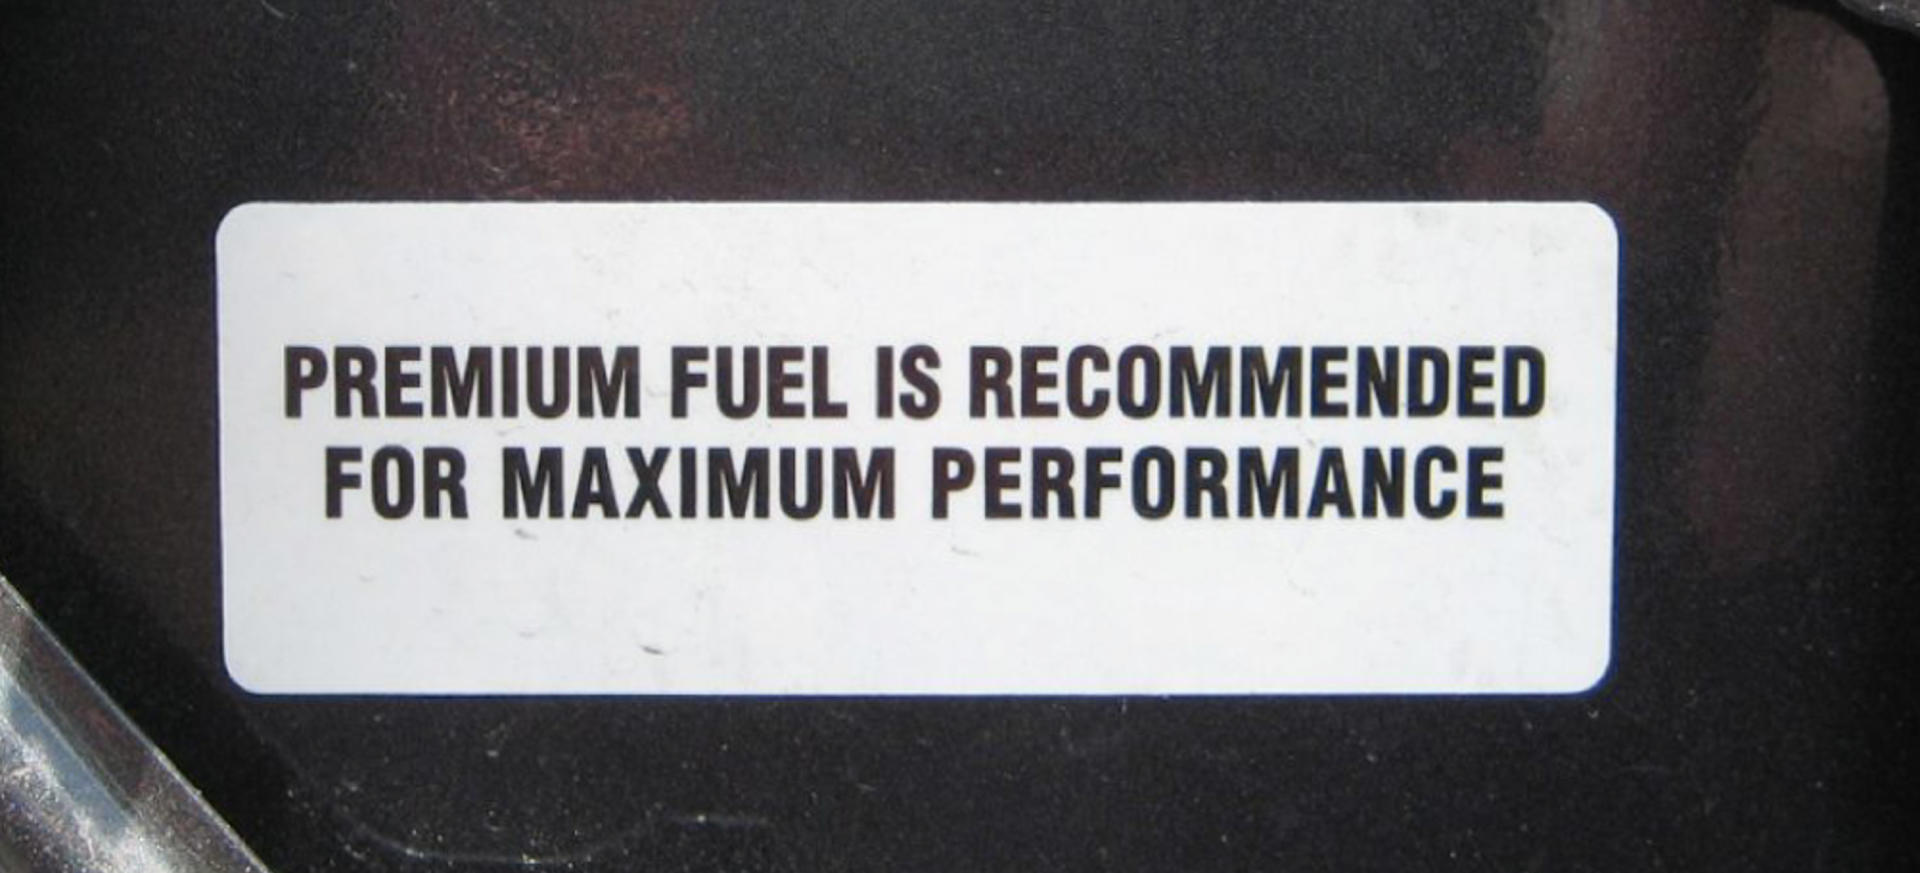 PREMIUM FUEL IS RECOMMENDED
FOR MAXIMUM PERFORMANCE